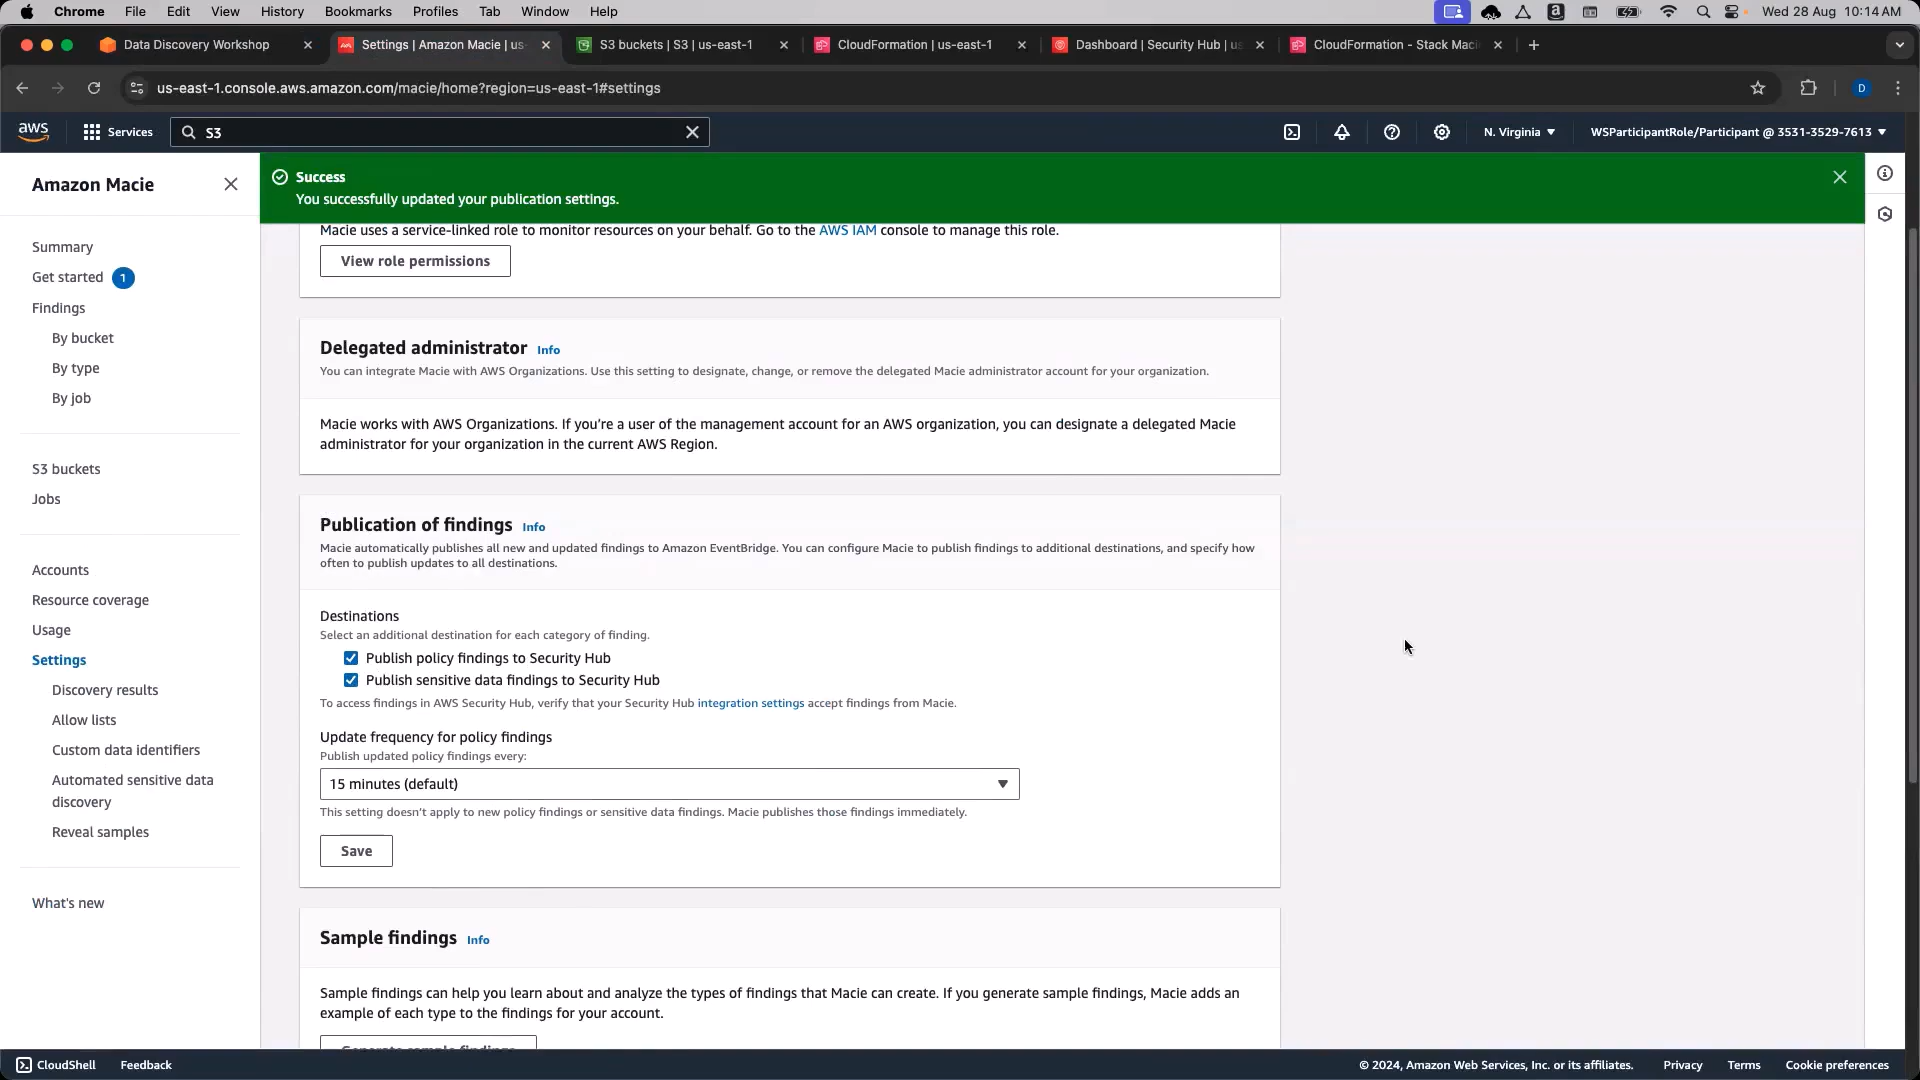 Chrome File Edit View History Bookmarks Profiles Tab Window Help
Wed 28 Aug 10:14 AM
Data Discovery Workshop
Settings | Amazon Macie | us-
S3 buckets | S3 | us-east-1
CloudFormation | us-east-1
Dashboard | Security Hub | us
CloudFormation - Stack Maci
us-east-1.console.aws.amazon.com/macie/home?region=us-east-1#settings
D
aws
Services
S3
N. Virginia
WSParticipantRole/Participant @ 3531-3529-7613
Amazon Macie
Summary
Get started 1
Findings
By bucket
By type
By job
S3 buckets
Jobs
Accounts
Resource coverage
Usage
Settings
Discovery results
Allow lists
Custom data identifiers
Automated sensitive data
discovery
Reveal samples
What's new
Success
You successfully updated your publication settings.
Macie uses a service-linked role to monitor resources on your behalf. Go to the AWS IAM console to manage this role.
View role permissions
Delegated administrator Info
You can integrate Macie with AWS Organizations. Use this setting to designate, change, or remove the delegated Macie administrator account for your organization.
Macie works with AWS Organizations. If you're a user of the management account for an AWS organization, you can designate a delegated Macie
administrator for your organization in the current AWS Region.
Publication of findings Info
Macie automatically publishes all new and updated findings to Amazon EventBridge. You can configure Macie to publish findings to additional destinations, and specify how
often to publish updates to all destinations.
Destinations
Select an additional destination for each category of finding.
Publish policy findings to Security Hub
Publish sensitive data findings to Security Hub
To access findings in AWS Security Hub, verify that your Security Hub integration settings accept findings from Macie.
Update frequency for policy findings
Publish updated policy findings every:
15 minutes (default)
This setting doesn't apply to new policy findings or sensitive data findings. Macie publishes those findings immediately.
Save
Sample findings Info
Sample findings can help you learn about and analyze the types of findings that Macie can create. If you generate sample findings, Macie adds an
example of each type to the findings for your account.
Generate sample findings
CloudShell
Feedback
© 2024, Amazon Web Services, Inc. or its affiliates.
Privacy
Terms
Cookie preferences